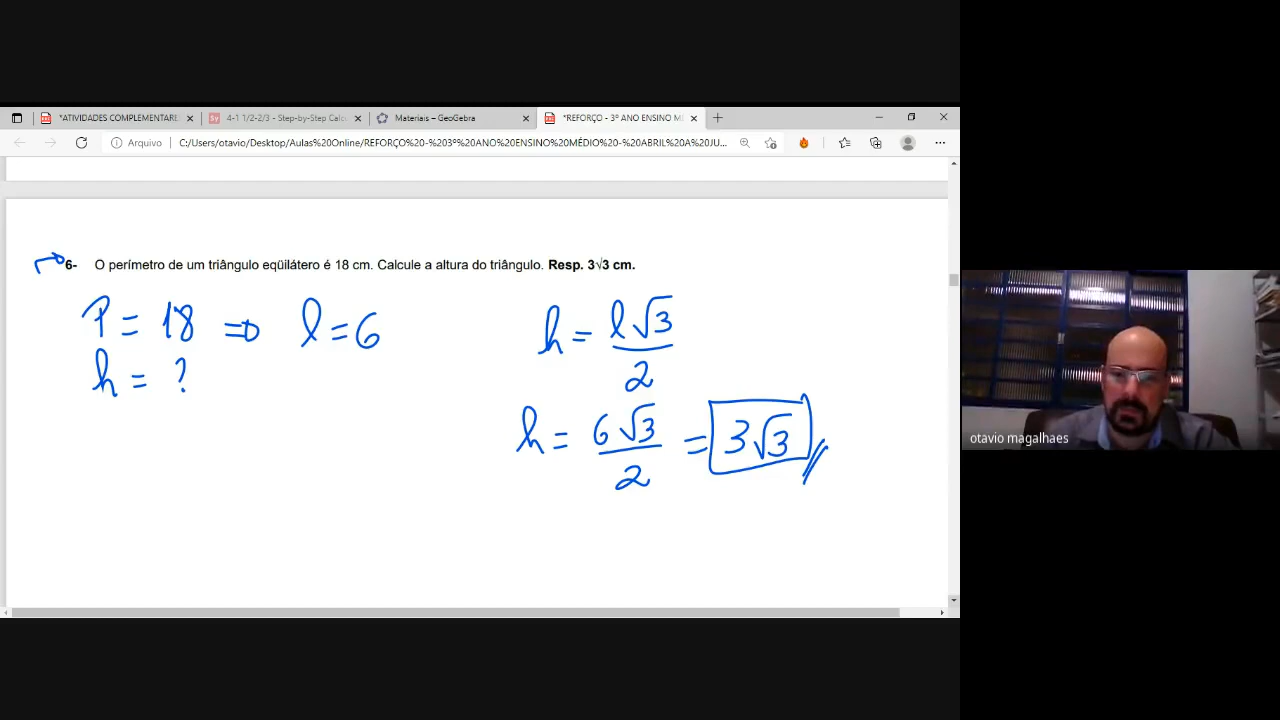 *ATIVIDADES COMPLEMENTARE
4-1 1/2-2/3 - Step-by-Step Calc
Materiais – GeoGebra
*REFORÇO - 3º ANO ENSINO M
Arquivo
C:/Users/otavio/Desktop/Aulas%20Online/REFORÇO%20-%203º%20ANO%20ENSINO%20MÉDIO%20-%20ABRIL%20A%20JU...
6- O perímetro de um triângulo eqüilátero é 18 cm. Calcule a altura do triângulo. Resp. 3√3 cm.
P = 18 ⇒ l = 6
h = ?
h = l√3/2
h = 6√3/2 = 3√3
otavio magalhaes